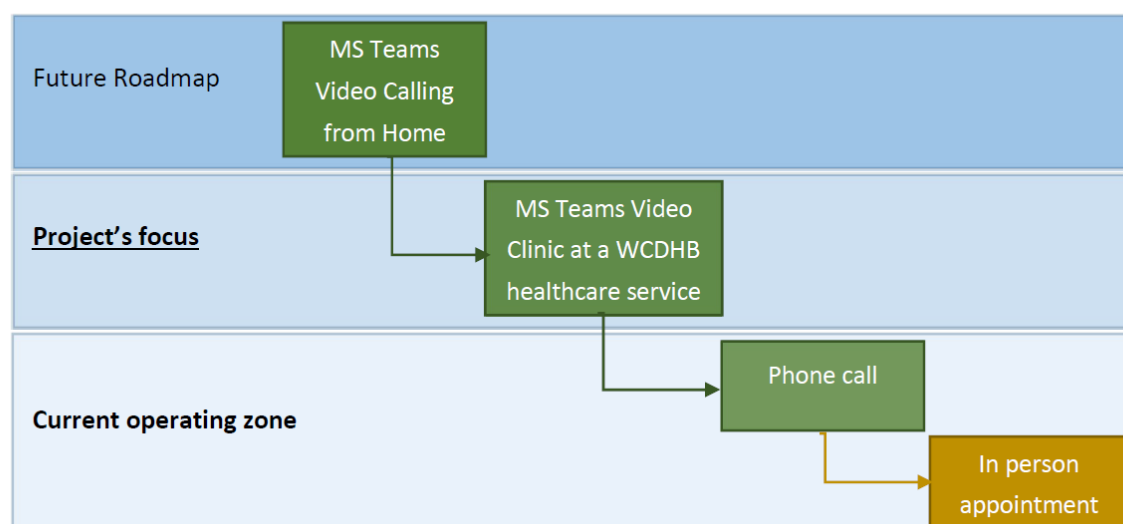 MS Teams
Video Calling
from Home
Future Roadmap
MS Teams Video
Clinic at a WCDHB
healthcare service
Project’s focus
Phone call
Current operating zone
In person
appointment